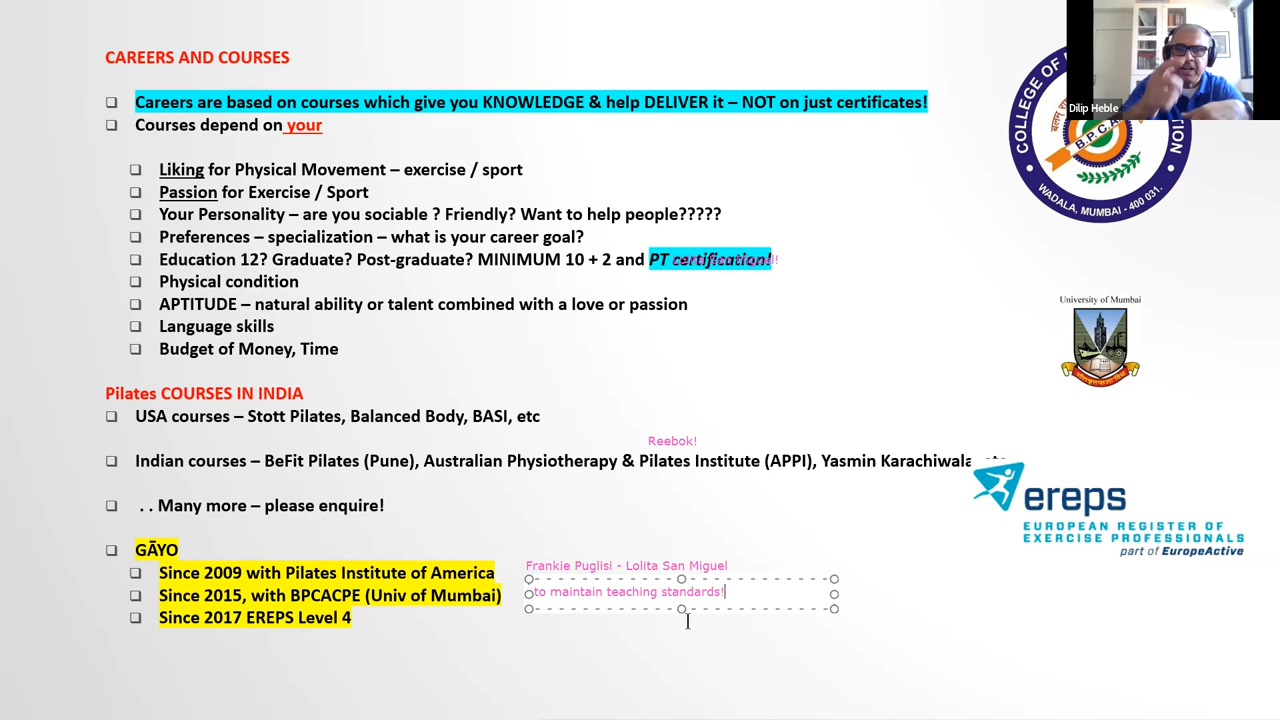 CAREERS AND COURSES
Careers are based on courses which give you KNOWLEDGE & help DELIVER it – NOT on just certificates!
Courses depend on your
Liking for Physical Movement – exercise / sport
Passion for Exercise / Sport
Your Personality – are you sociable ? Friendly? Want to help people?????
Preferences – specialization – what is your career goal?
Education 12? Graduate? Post-graduate? MINIMUM 10 + 2 and PT certification!
Physical condition
APTITUDE – natural ability or talent combined with a love or passion
Language skills
Budget of Money, Time
Pilates COURSES IN INDIA
USA courses – Stott Pilates, Balanced Body, BASI, etc
Reebok!
Indian courses – BeFit Pilates (Pune), Australian Physiotherapy & Pilates Institute (APPI), Yasmin Karachiwala,
. . Many more – please enquire!
GĀYO
Since 2009 with Pilates Institute of America
Since 2015, with BPCACPE (Univ of Mumbai)
Since 2017 EREPS Level 4
Frankie Puglisi - Lolita San Miguel
to maintain teaching standards!
Dilip Heble
COLLEGE OF
B.P.C.A.
WADALA, MUMBAI - 400 031.
University of Mumbai
ereps
EUROPEAN REGISTER OF
EXERCISE PROFESSIONALS
part of EuropeActive